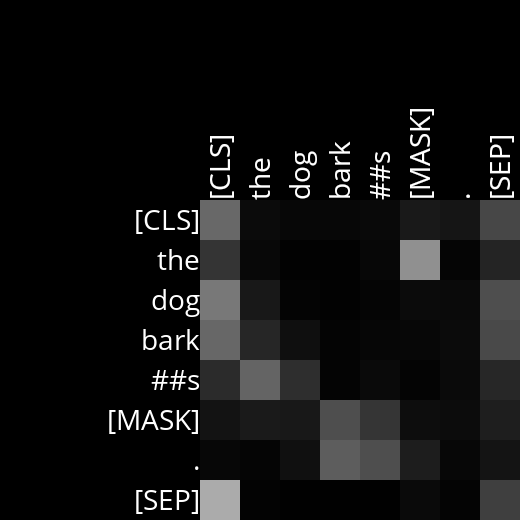 [CLS] the dog bark ##s [MASK] . [SEP]
[CLS]
the
dog
bark
##s
[MASK]
.
[SEP]